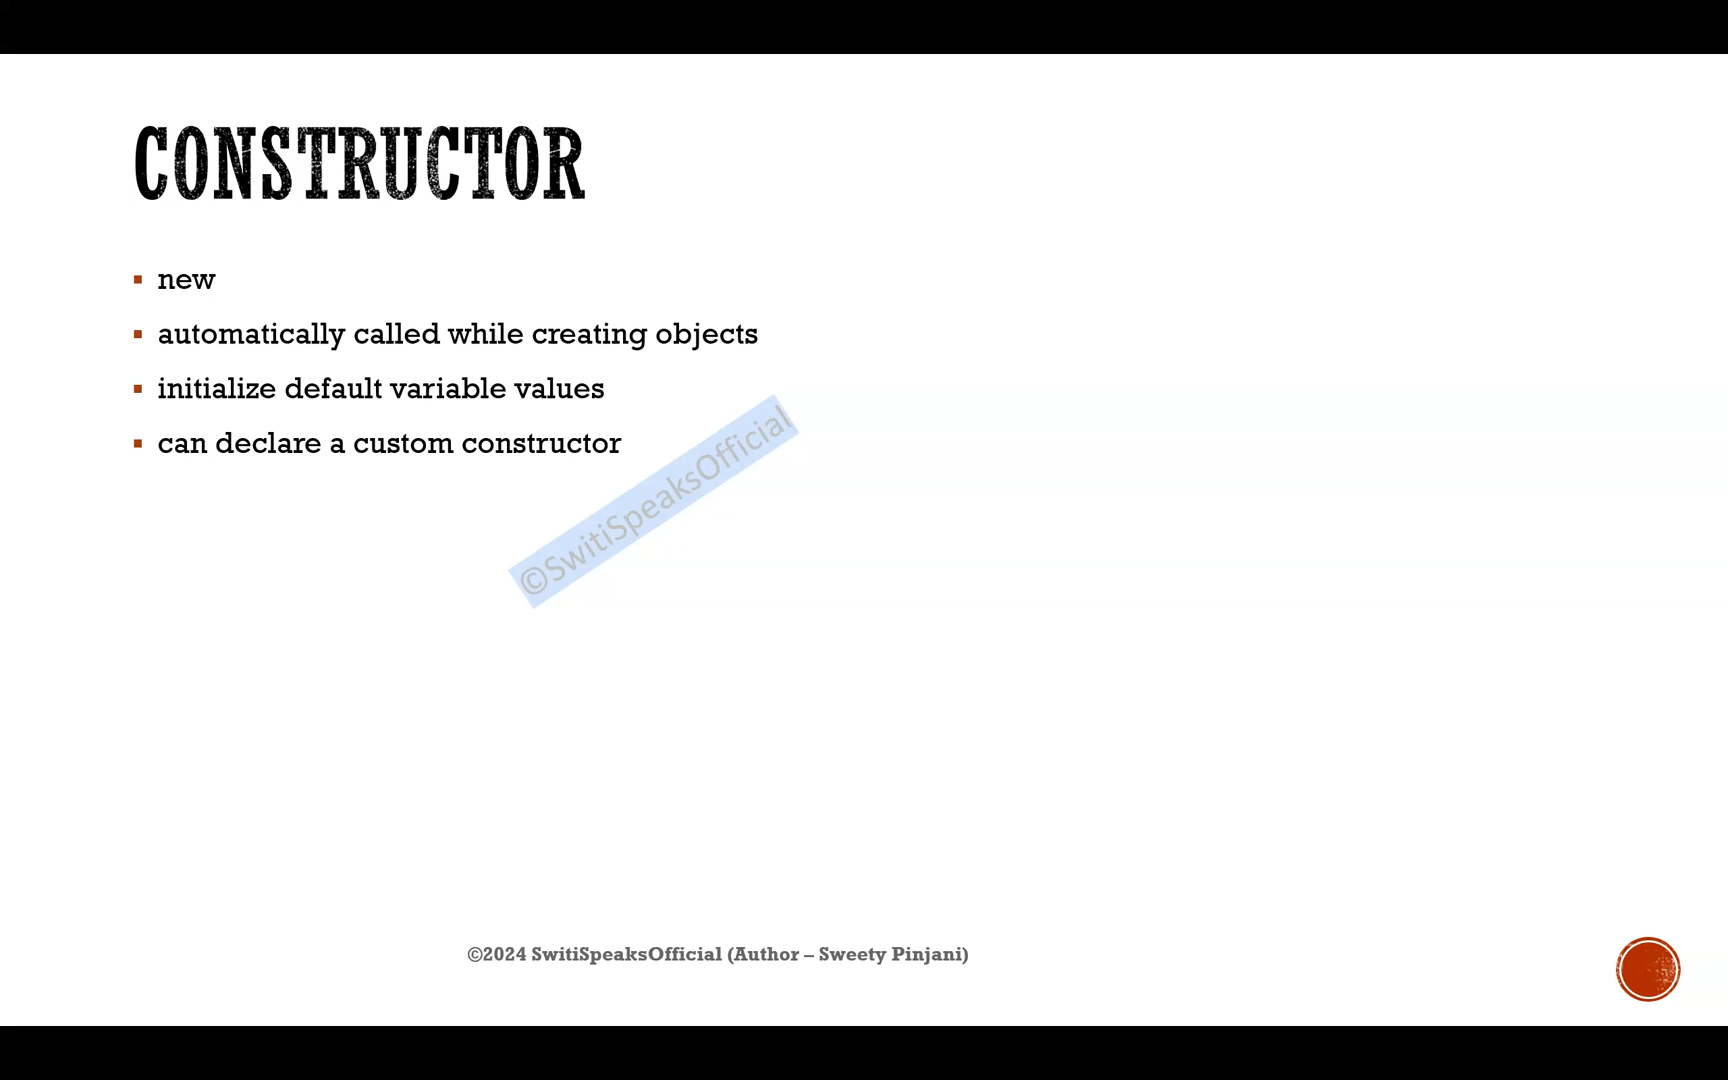 CONSTRUCTOR
new
automatically called while creating objects
initialize default variable values
can declare a custom constructor
©SwitiSpeaksOfficial
©2024 SwitiSpeaksOfficial (Author – Sweety Pinjani)